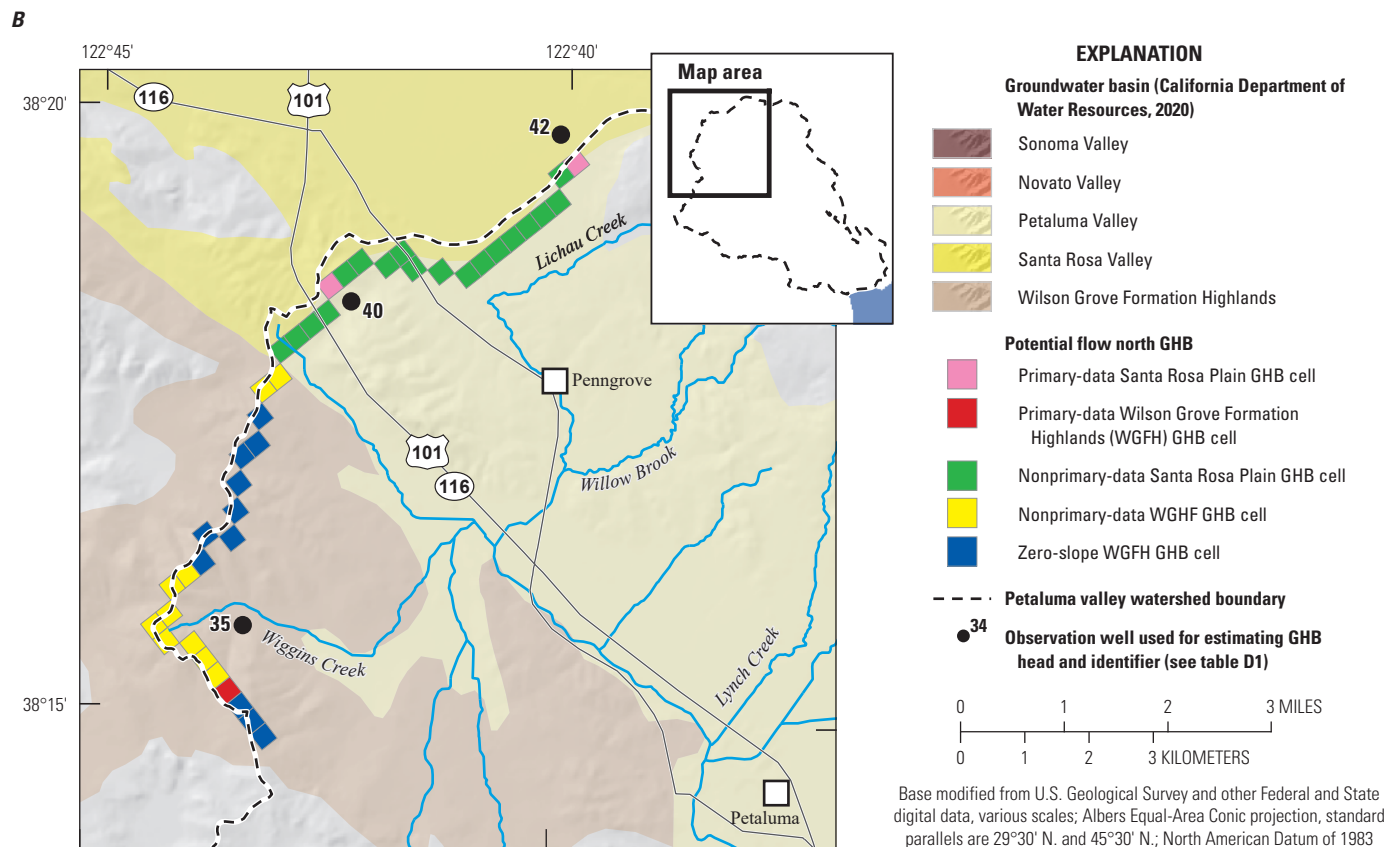 B
122°45'
122°40'
38°20'
116
101
42
Map area
Lichau Creek
40
Penngrove
101
116
Willow Brook
35
Wiggins Creek
38°15'
Lynch Creek
Petaluma
EXPLANATION
Groundwater basin (California Department of
Water Resources, 2020)
Sonoma Valley
Novato Valley
Petaluma Valley
Santa Rosa Valley
Wilson Grove Formation Highlands
Potential flow north GHB
Primary-data Santa Rosa Plain GHB cell
Primary-data Wilson Grove Formation
Highlands (WGFH) GHB cell
Nonprimary-data Santa Rosa Plain GHB cell
Nonprimary-data WGHF GHB cell
Zero-slope WGFH GHB cell
Petaluma valley watershed boundary
34
Observation well used for estimating GHB
head and identifier (see table D1)
0 1 2 3 MILES
0 1 2 3 KILOMETERS
Base modified from U.S. Geological Survey and other Federal and State
digital data, various scales; Albers Equal-Area Conic projection, standard
parallels are 29°30' N. and 45°30' N.; North American Datum of 1983